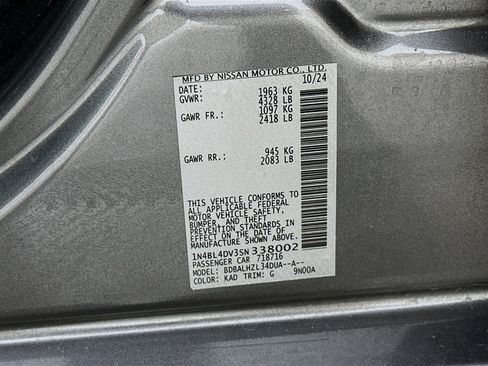 MFD BY NISSAN MOTOR CO., LTD.
DATE: 10/24
GVWR: 1963 KG
4328 LB
GAWR FR.: 1097 KG
2418 LB
GAWR RR.: 945 KG
2083 LB
THIS VEHICLE CONFORMS TO
ALL APPLICABLE FEDERAL
MOTOR VEHICLE SAFETY,
BUMPER, AND THEFT
PREVENTION STANDARDS IN
EFFECT ON THE DATE OF
MANUFACTURE SHOWN ABOVE.
1N4BL4DV3SN338002
PASSENGER CAR 718716
MODEL: BDBALHZL34DUA--A--
COLOR: KAD TRIM: G 9N00A